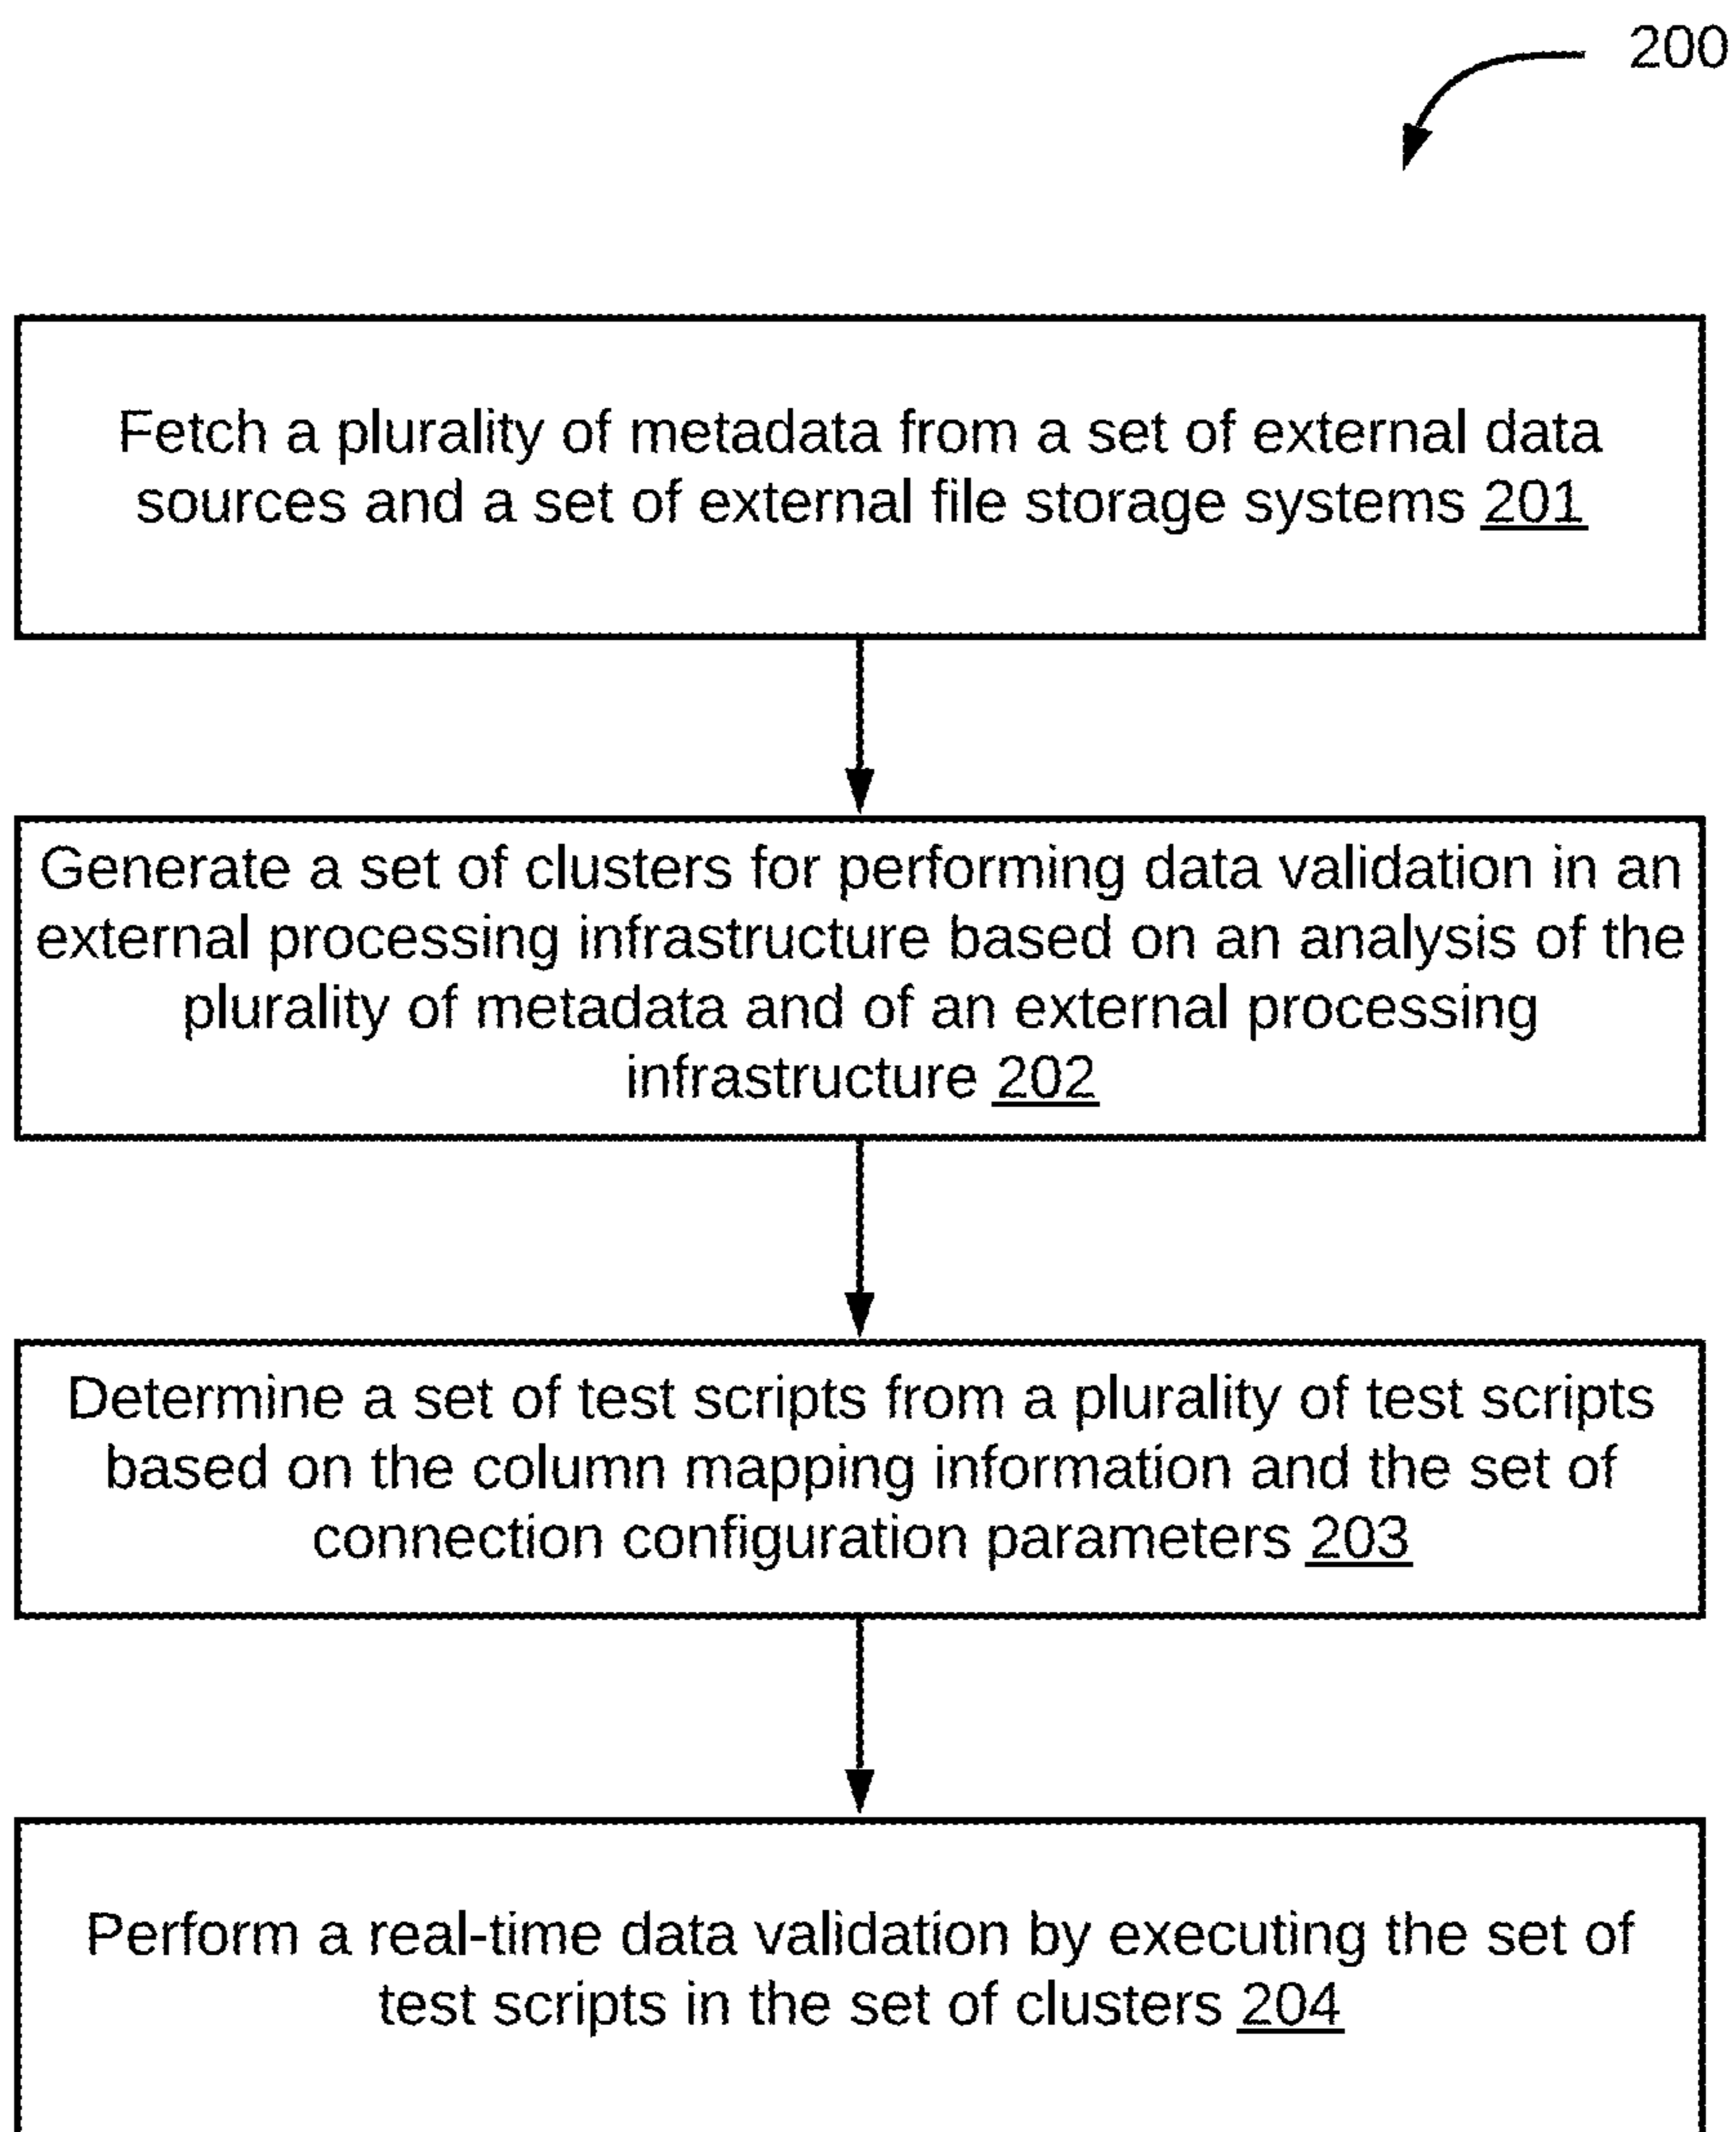 200
Fetch a plurality of metadata from a set of external data
sources and a set of external file storage systems 201
Generate a set of clusters for performing data validation in an
external processing infrastructure based on an analysis of the
plurality of metadata and of an external processing
infrastructure 202
Determine a set of test scripts from a plurality of test scripts
based on the column mapping information and the set of
connection configuration parameters 203
Perform a real-time data validation by executing the set of
test scripts in the set of clusters 204